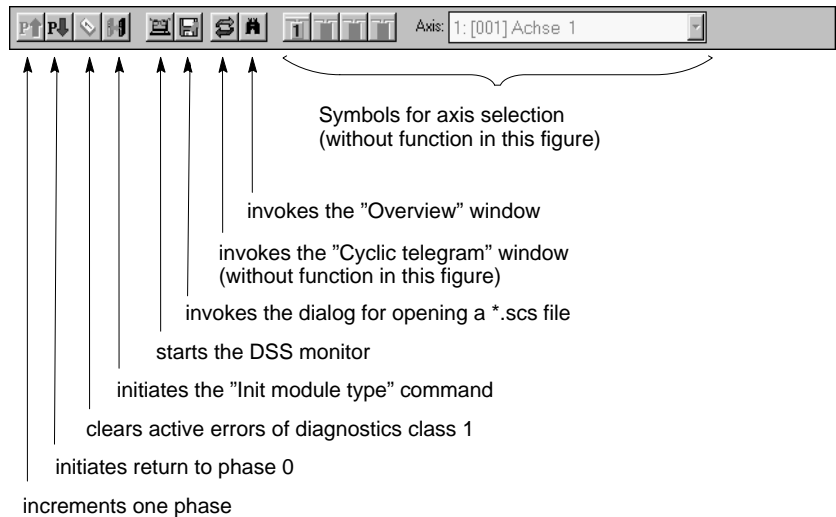 P P 1 Axis: 1: [001] Achse 1
Symbols for axis selection
(without function in this figure)
invokes the ”Overview” window
invokes the ”Cyclic telegram” window
(without function in this figure)
invokes the dialog for opening a *.scs file
starts the DSS monitor
initiates the ”Init module type” command
clears active errors of diagnostics class 1
initiates return to phase 0
increments one phase